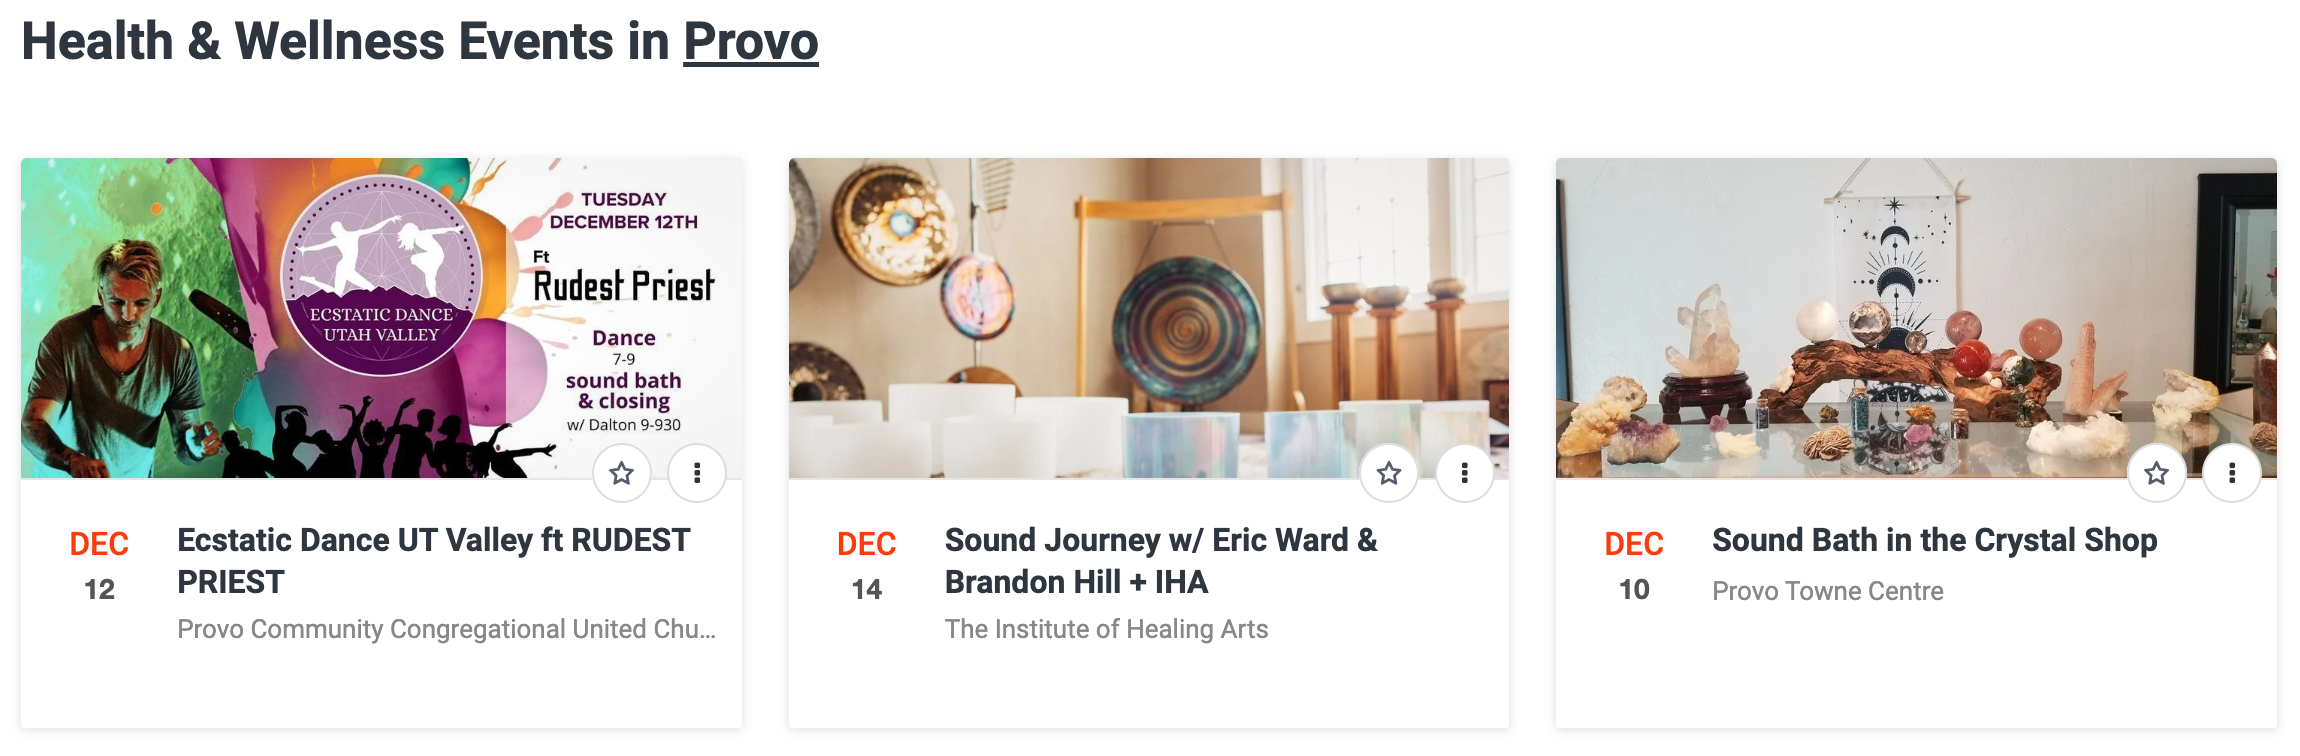 Health & Wellness Events in Provo
ECSTATIC DANCE
UTAH VALLEY
TUESDAY
DECEMBER 12TH
Ft
Rudest Priest
Dance
7-9
sound bath
& closing
w/ Dalton 9-930
DEC
12
Ecstatic Dance UT Valley ft RUDEST
PRIEST
Provo Community Congregational United Chu...
DEC
14
Sound Journey w/ Eric Ward &
Brandon Hill + IHA
The Institute of Healing Arts
DEC
10
Sound Bath in the Crystal Shop
Provo Towne Centre